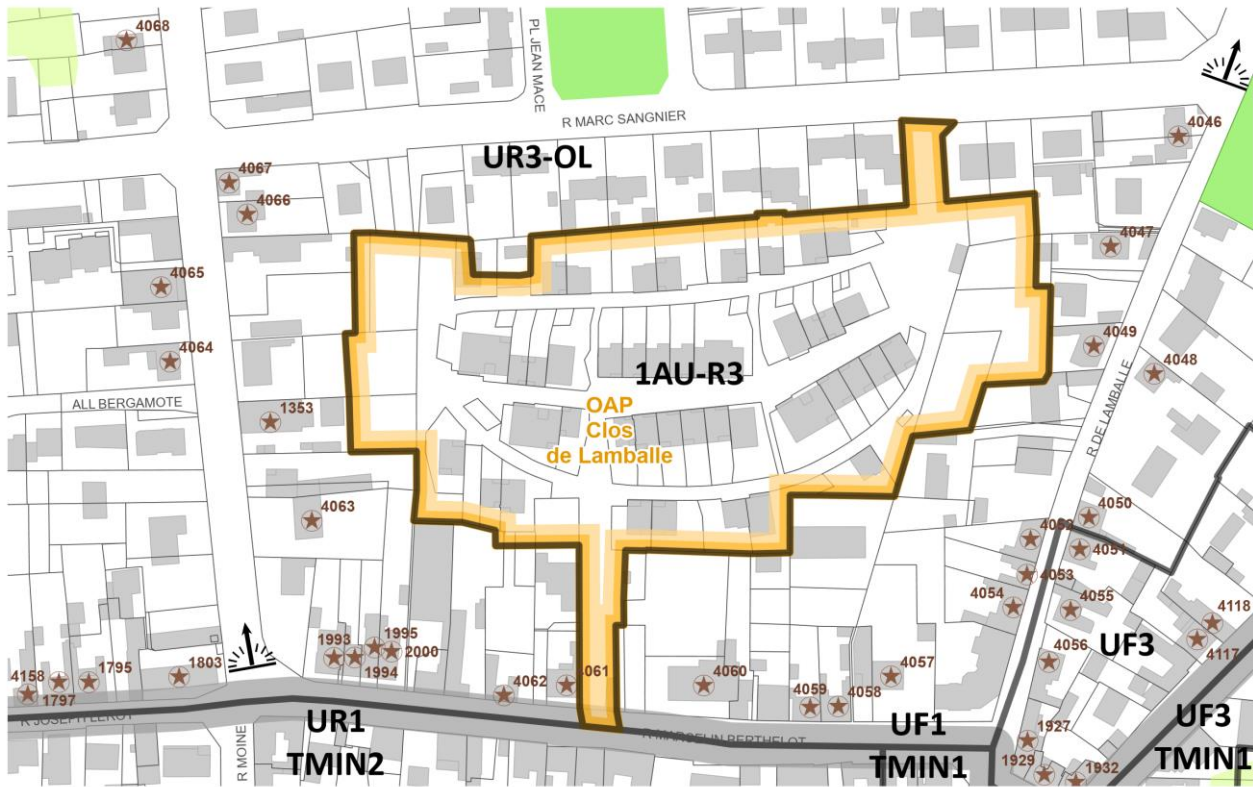 4068
PL JEAN MACE
R MARC SANGNIER
4046
UR3-OL
4067
4066
4047
4065
4049
4048
4064
1AU-R3
ALL BERGAMOTE
OAP
Clos
de Lamballe
1353
R DE LAMBALLE
4063
4050
4052
4051
4053
4054
4055
4118
4117
UF3
4056
1993
1995
1994
2000
4158
1797
1795
1803
4062
4061
4060
4057
4059
4058
R JOSEPH LEROT
R MOINE
UR1
TMIN2
R MARCELIN BERTHELOT
UF1
TMIN1
1927
1929
1932
UF3
TMIN1